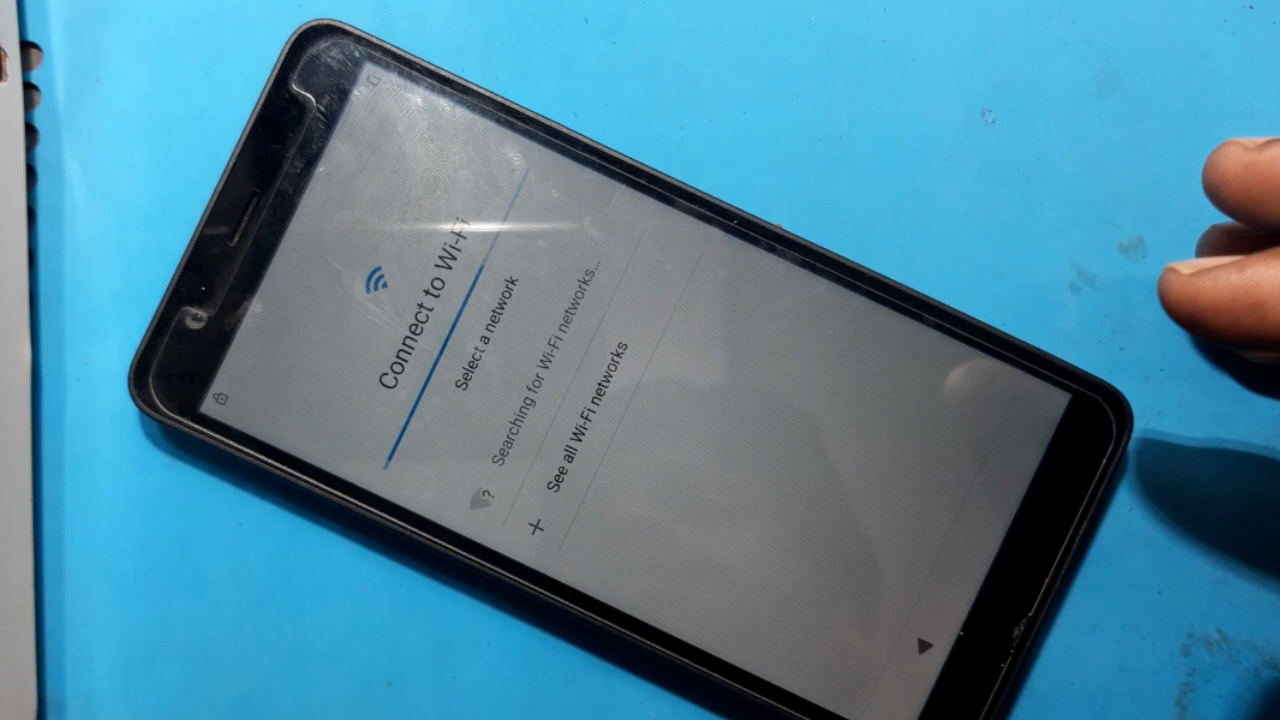 Connect to Wi-Fi
Select a network
Searching for Wi-Fi networks...
See all Wi-Fi networks